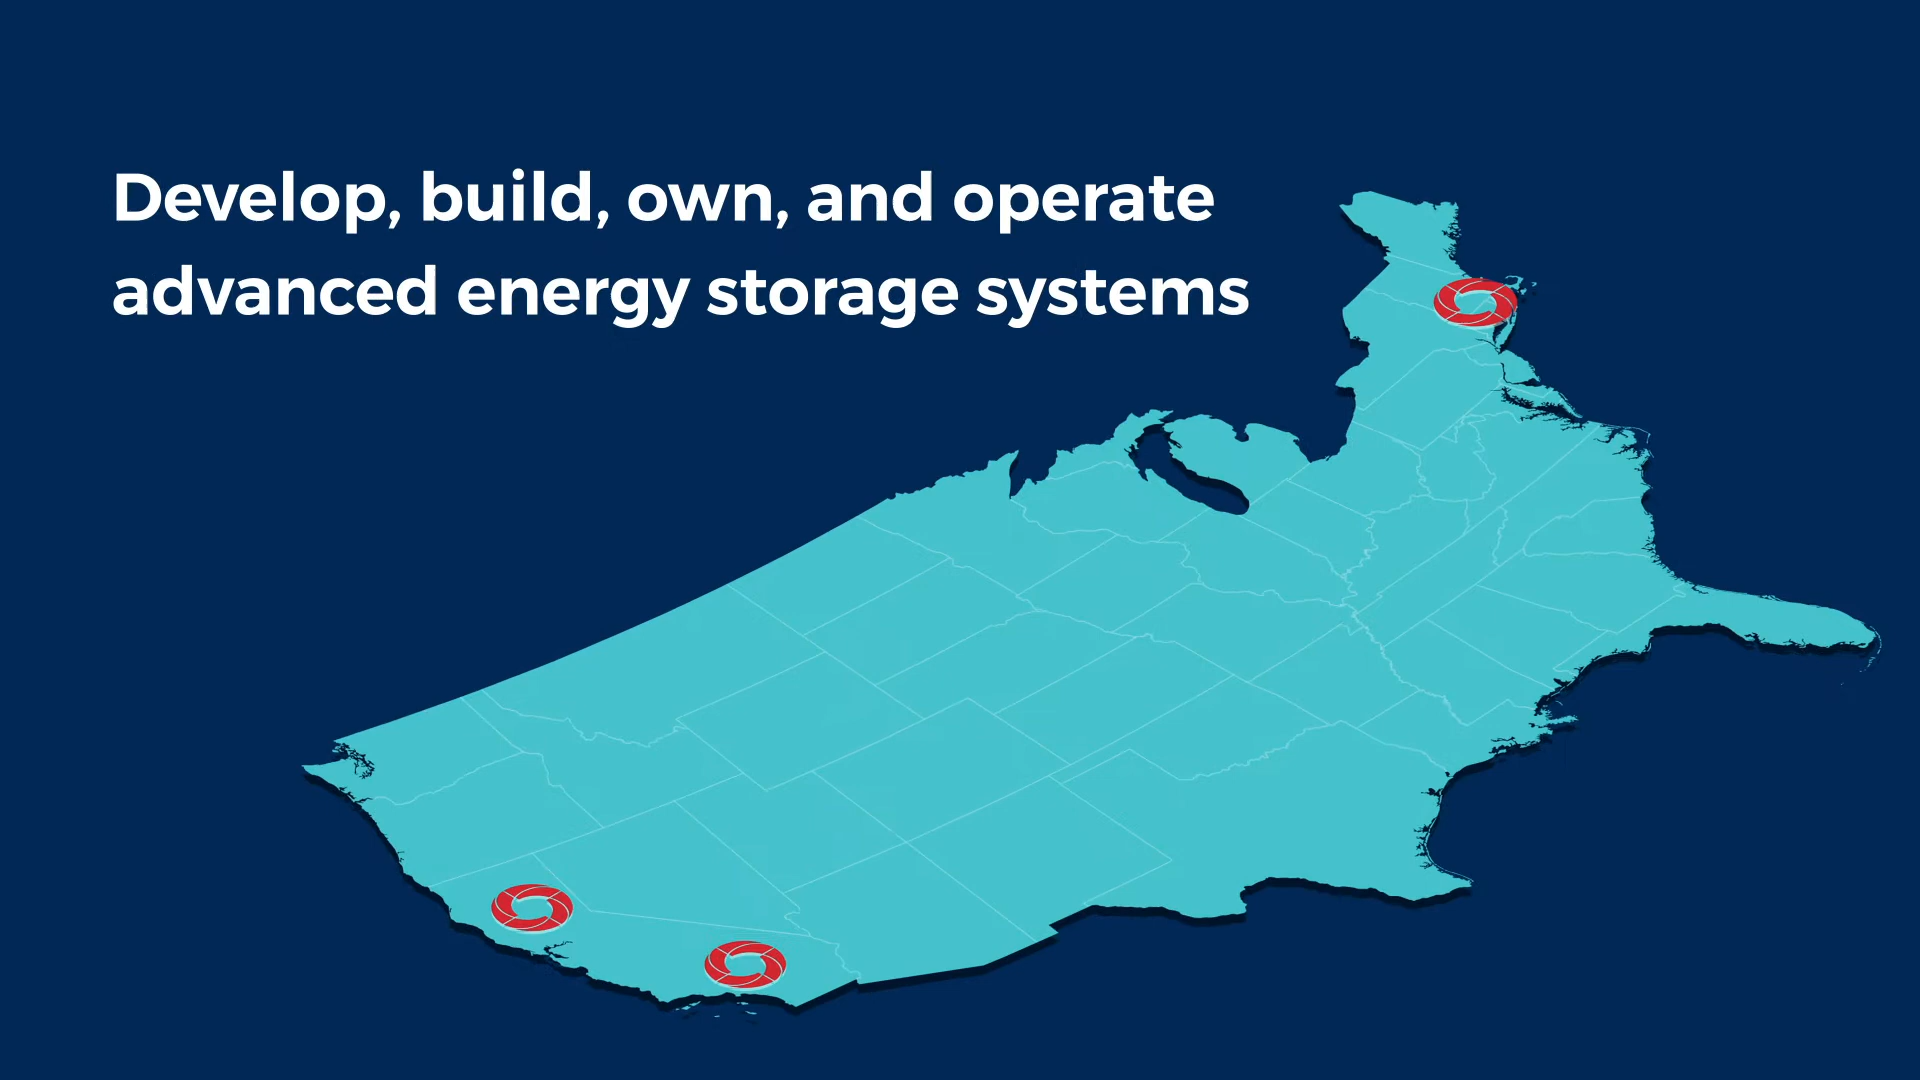 Develop, build, own, and operate
advanced energy storage systems